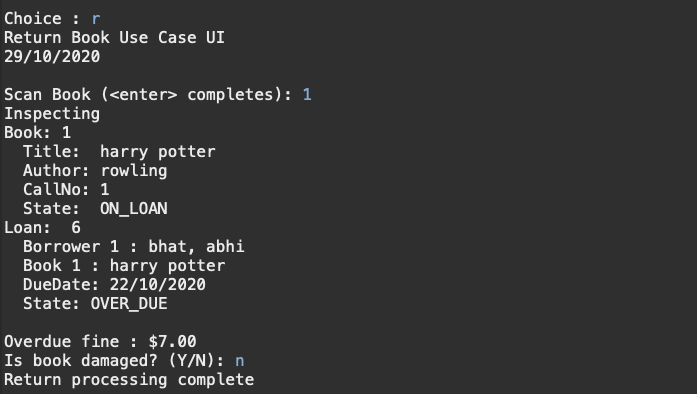 Choice : r
Return Book Use Case UI
29/10/2020

Scan Book (<enter> completes): 1
Inspecting
Book: 1
  Title:  harry potter
  Author: rowling
  CallNo: 1
  State:  ON_LOAN
Loan:  6
  Borrower 1 : bhat, abhi
  Book 1 : harry potter
  DueDate: 22/10/2020
  State: OVER_DUE

Overdue fine : $7.00
Is book damaged? (Y/N): n
Return processing complete